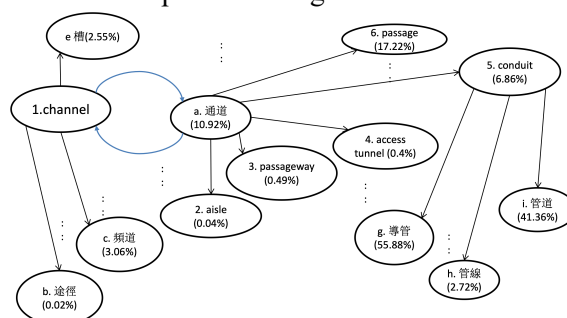 e 槽(2.55%)
6. passage
(17.22%)
5. conduit
(6.86%)
1.channel
a. 通道
(10.92%)
4. access
tunnel (0.4%)
3. passageway
(0.49%)
2. aisle
(0.04%)
i. 管道
(41.36%)
c. 頻道
(3.06%)
g. 導管
(55.88%)
h. 管線
(2.72%)
b. 途徑
(0.02%)